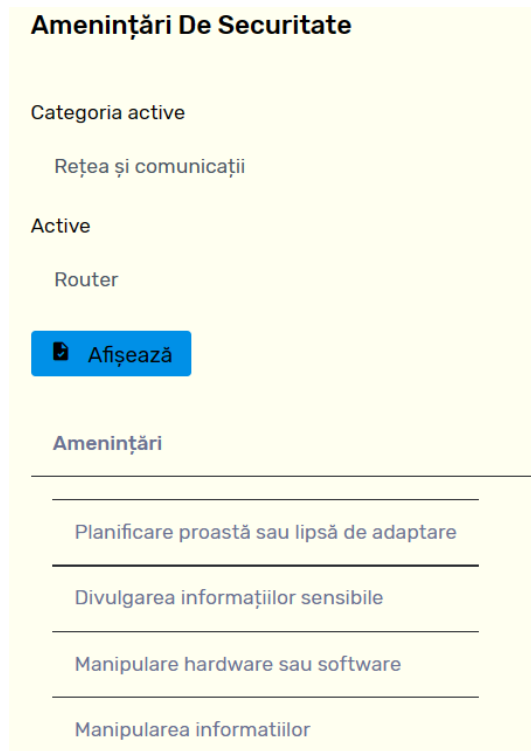 Amenințări De Securitate
Categoria active
Rețea și comunicații
Active
Router
Afișează
Amenințări
Planificare proastă sau lipsă de adaptare
Divulgarea informațiilor sensibile
Manipulare hardware sau software
Manipularea informatiilor